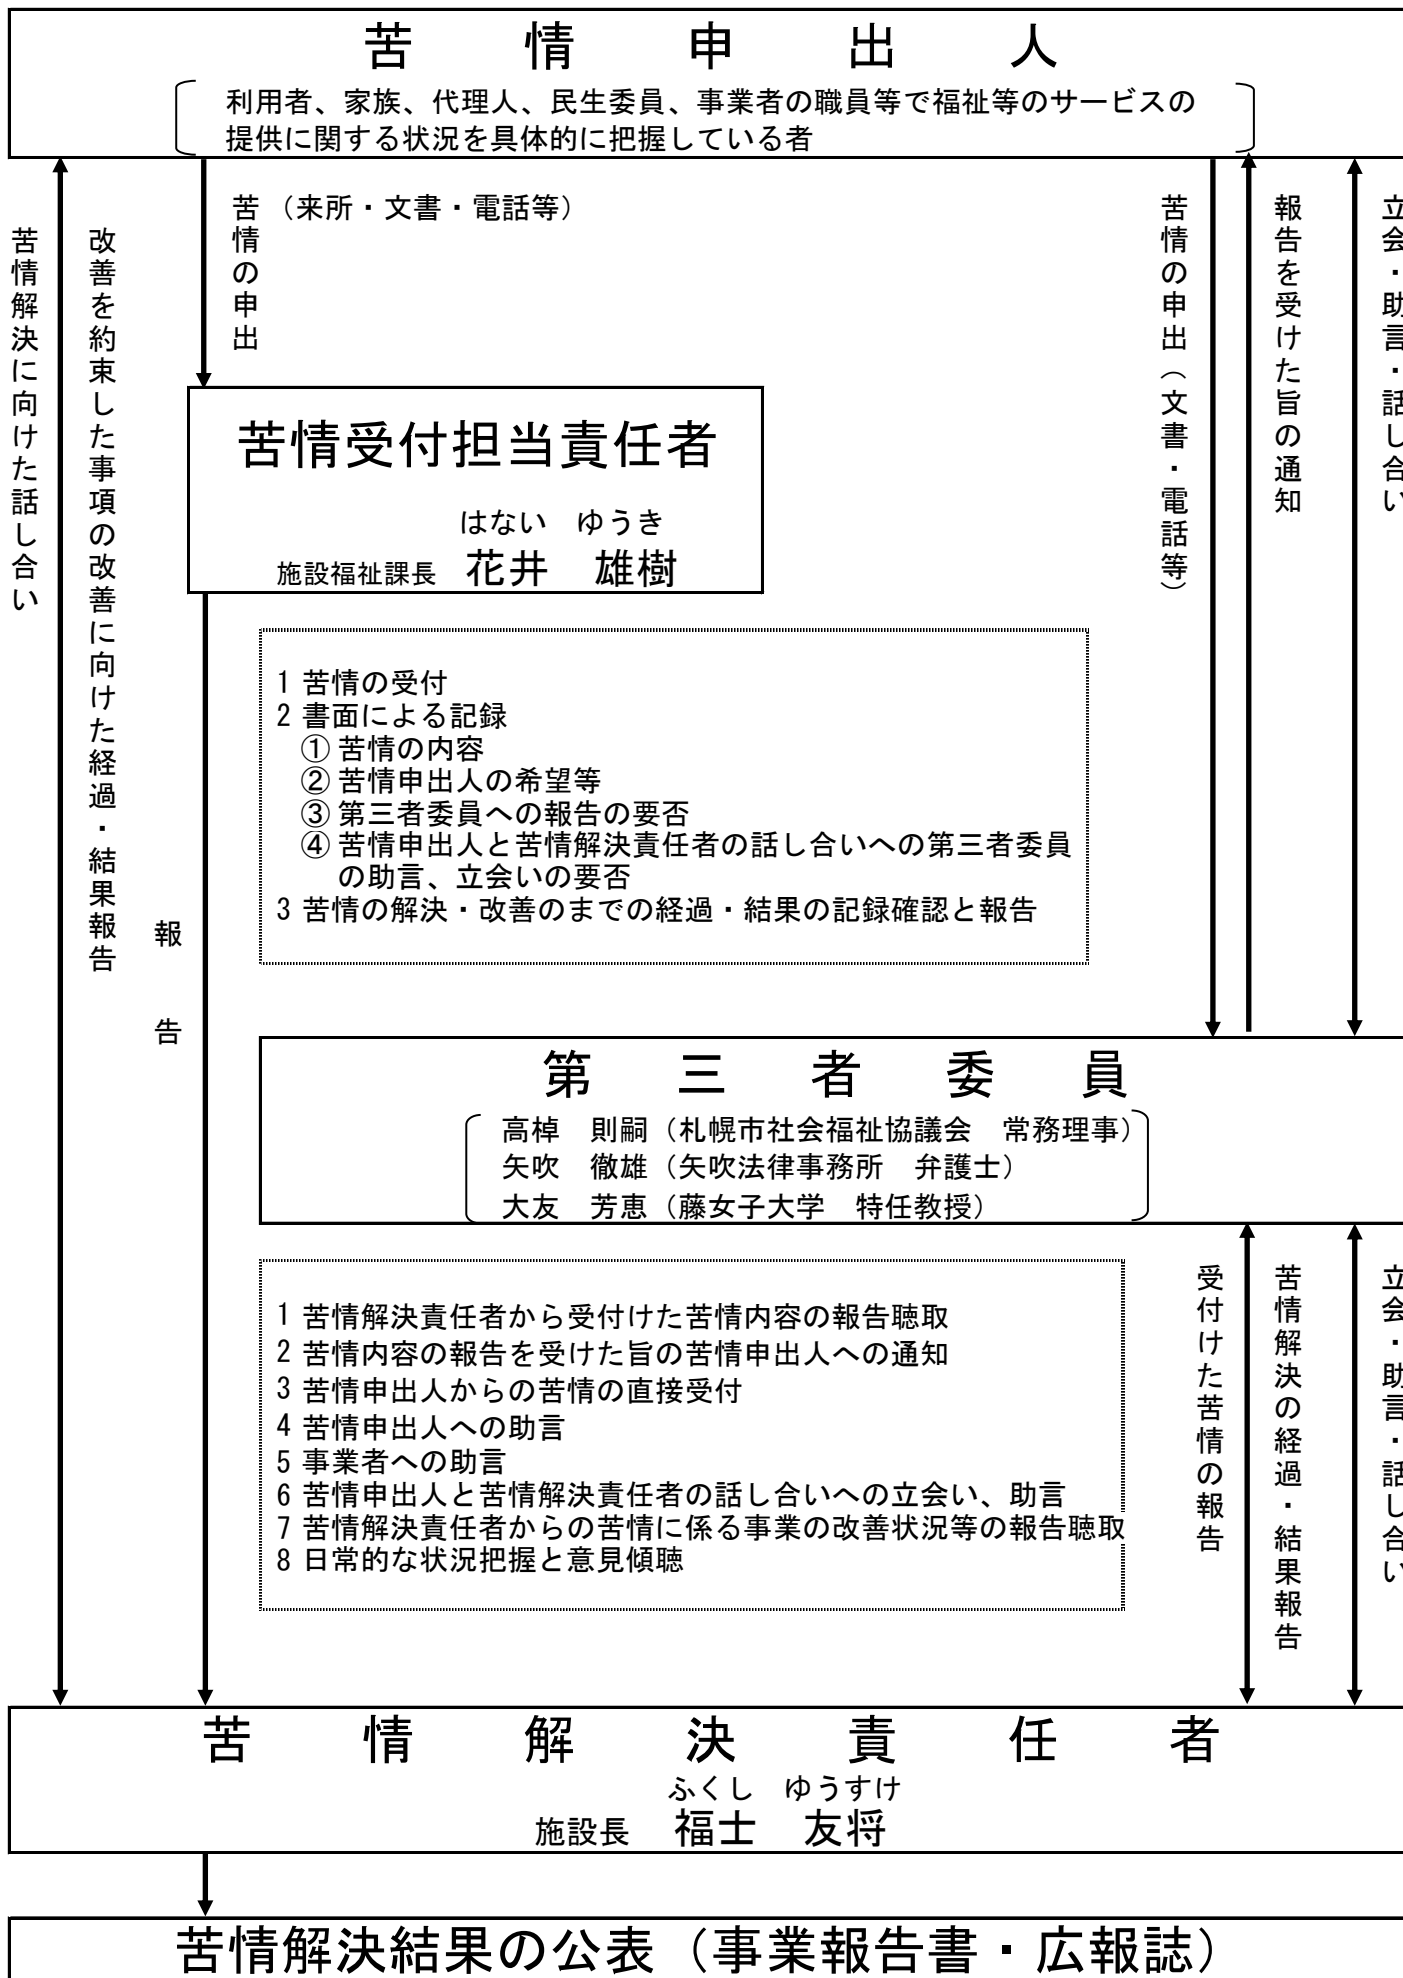 苦情申出人
利用者、家族、代理人、民生委員、事業者の職員等で福祉等のサービスの
提供に関する状況を具体的に把握している者
苦情解決に向けた話し合い
改善を約束した事項の改善に向けた経過・結果報告
苦情の申出
（来所・文書・電話等）
苦情の申出（文書・電話等）
報告を受けた旨の通知
立会・助言・話し合い
苦情受付担当責任者
はない　ゆうき
施設福祉課長　花井　雄樹
報告
1 苦情の受付
2 書面による記録
① 苦情の内容
② 苦情申出人の希望等
③ 第三者委員への報告の要否
④ 苦情申出人と苦情解決責任者の話し合いへの第三者委員
の助言、立会いの要否
3 苦情の解決・改善のまでの経過・結果の記録確認と報告
第三者委員
高棹　則嗣（札幌市社会福祉協議会　常務理事）
矢吹　徹雄（矢吹法律事務所　弁護士）
大友　芳恵（藤女子大学　特任教授）
1 苦情解決責任者から受付けた苦情内容の報告聴取
2 苦情内容の報告を受けた旨の苦情申出人への通知
3 苦情申出人からの苦情の直接受付
4 苦情申出人への助言
5 事業者への助言
6 苦情申出人と苦情解決責任者の話し合いへの立会い、助言
7 苦情解決責任者からの苦情に係る事業の改善状況等の報告聴取
8 日常的な状況把握と意見傾聴
受付けた苦情の報告
苦情解決の経過・結果報告
立会・助言・話し合い
苦情解決責任者
ふくし　ゆうすけ
施設長　福士　友将
苦情解決結果の公表（事業報告書・広報誌）